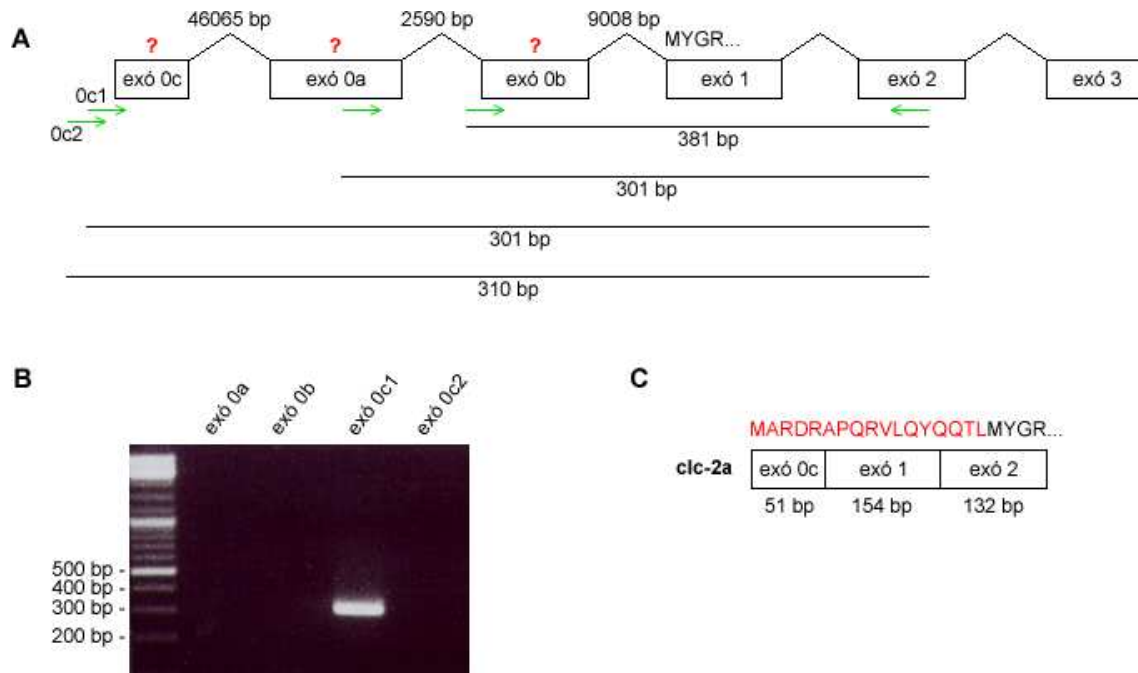 A
46065 bp 2590 bp 9008 bp
? ? ? MYGR...
exó 0c exó 0a exó 0b exó 1 exó 2 exó 3
0c1
0c2
381 bp
301 bp
301 bp
310 bp
B
exó 0a exó 0b exó 0c1 exó 0c2
500 bp -
400 bp -
300 bp -
200 bp -
C
MARDRAPQRVLQYQQTLMYGR...
clc-2a exó 0c exó 1 exó 2
51 bp 154 bp 132 bp